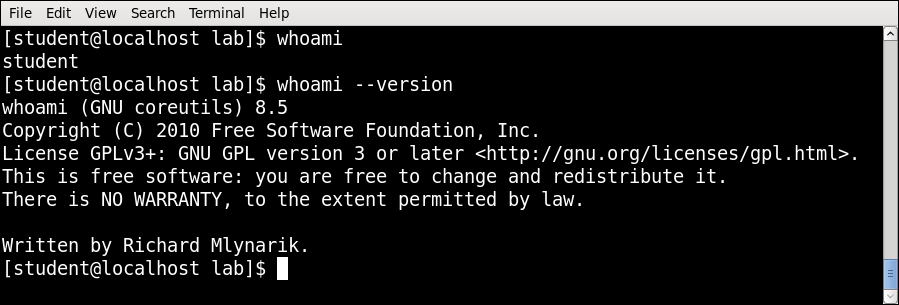 File Edit View Search Terminal Help
[student@localhost lab]$ whoami
student
[student@localhost lab]$ whoami --version
whoami (GNU coreutils) 8.5
Copyright (C) 2010 Free Software Foundation, Inc.
License GPLv3+: GNU GPL version 3 or later <http://gnu.org/licenses/gpl.html>.
This is free software: you are free to change and redistribute it.
There is NO WARRANTY, to the extent permitted by law.

Written by Richard Mlynarik.
[student@localhost lab]$